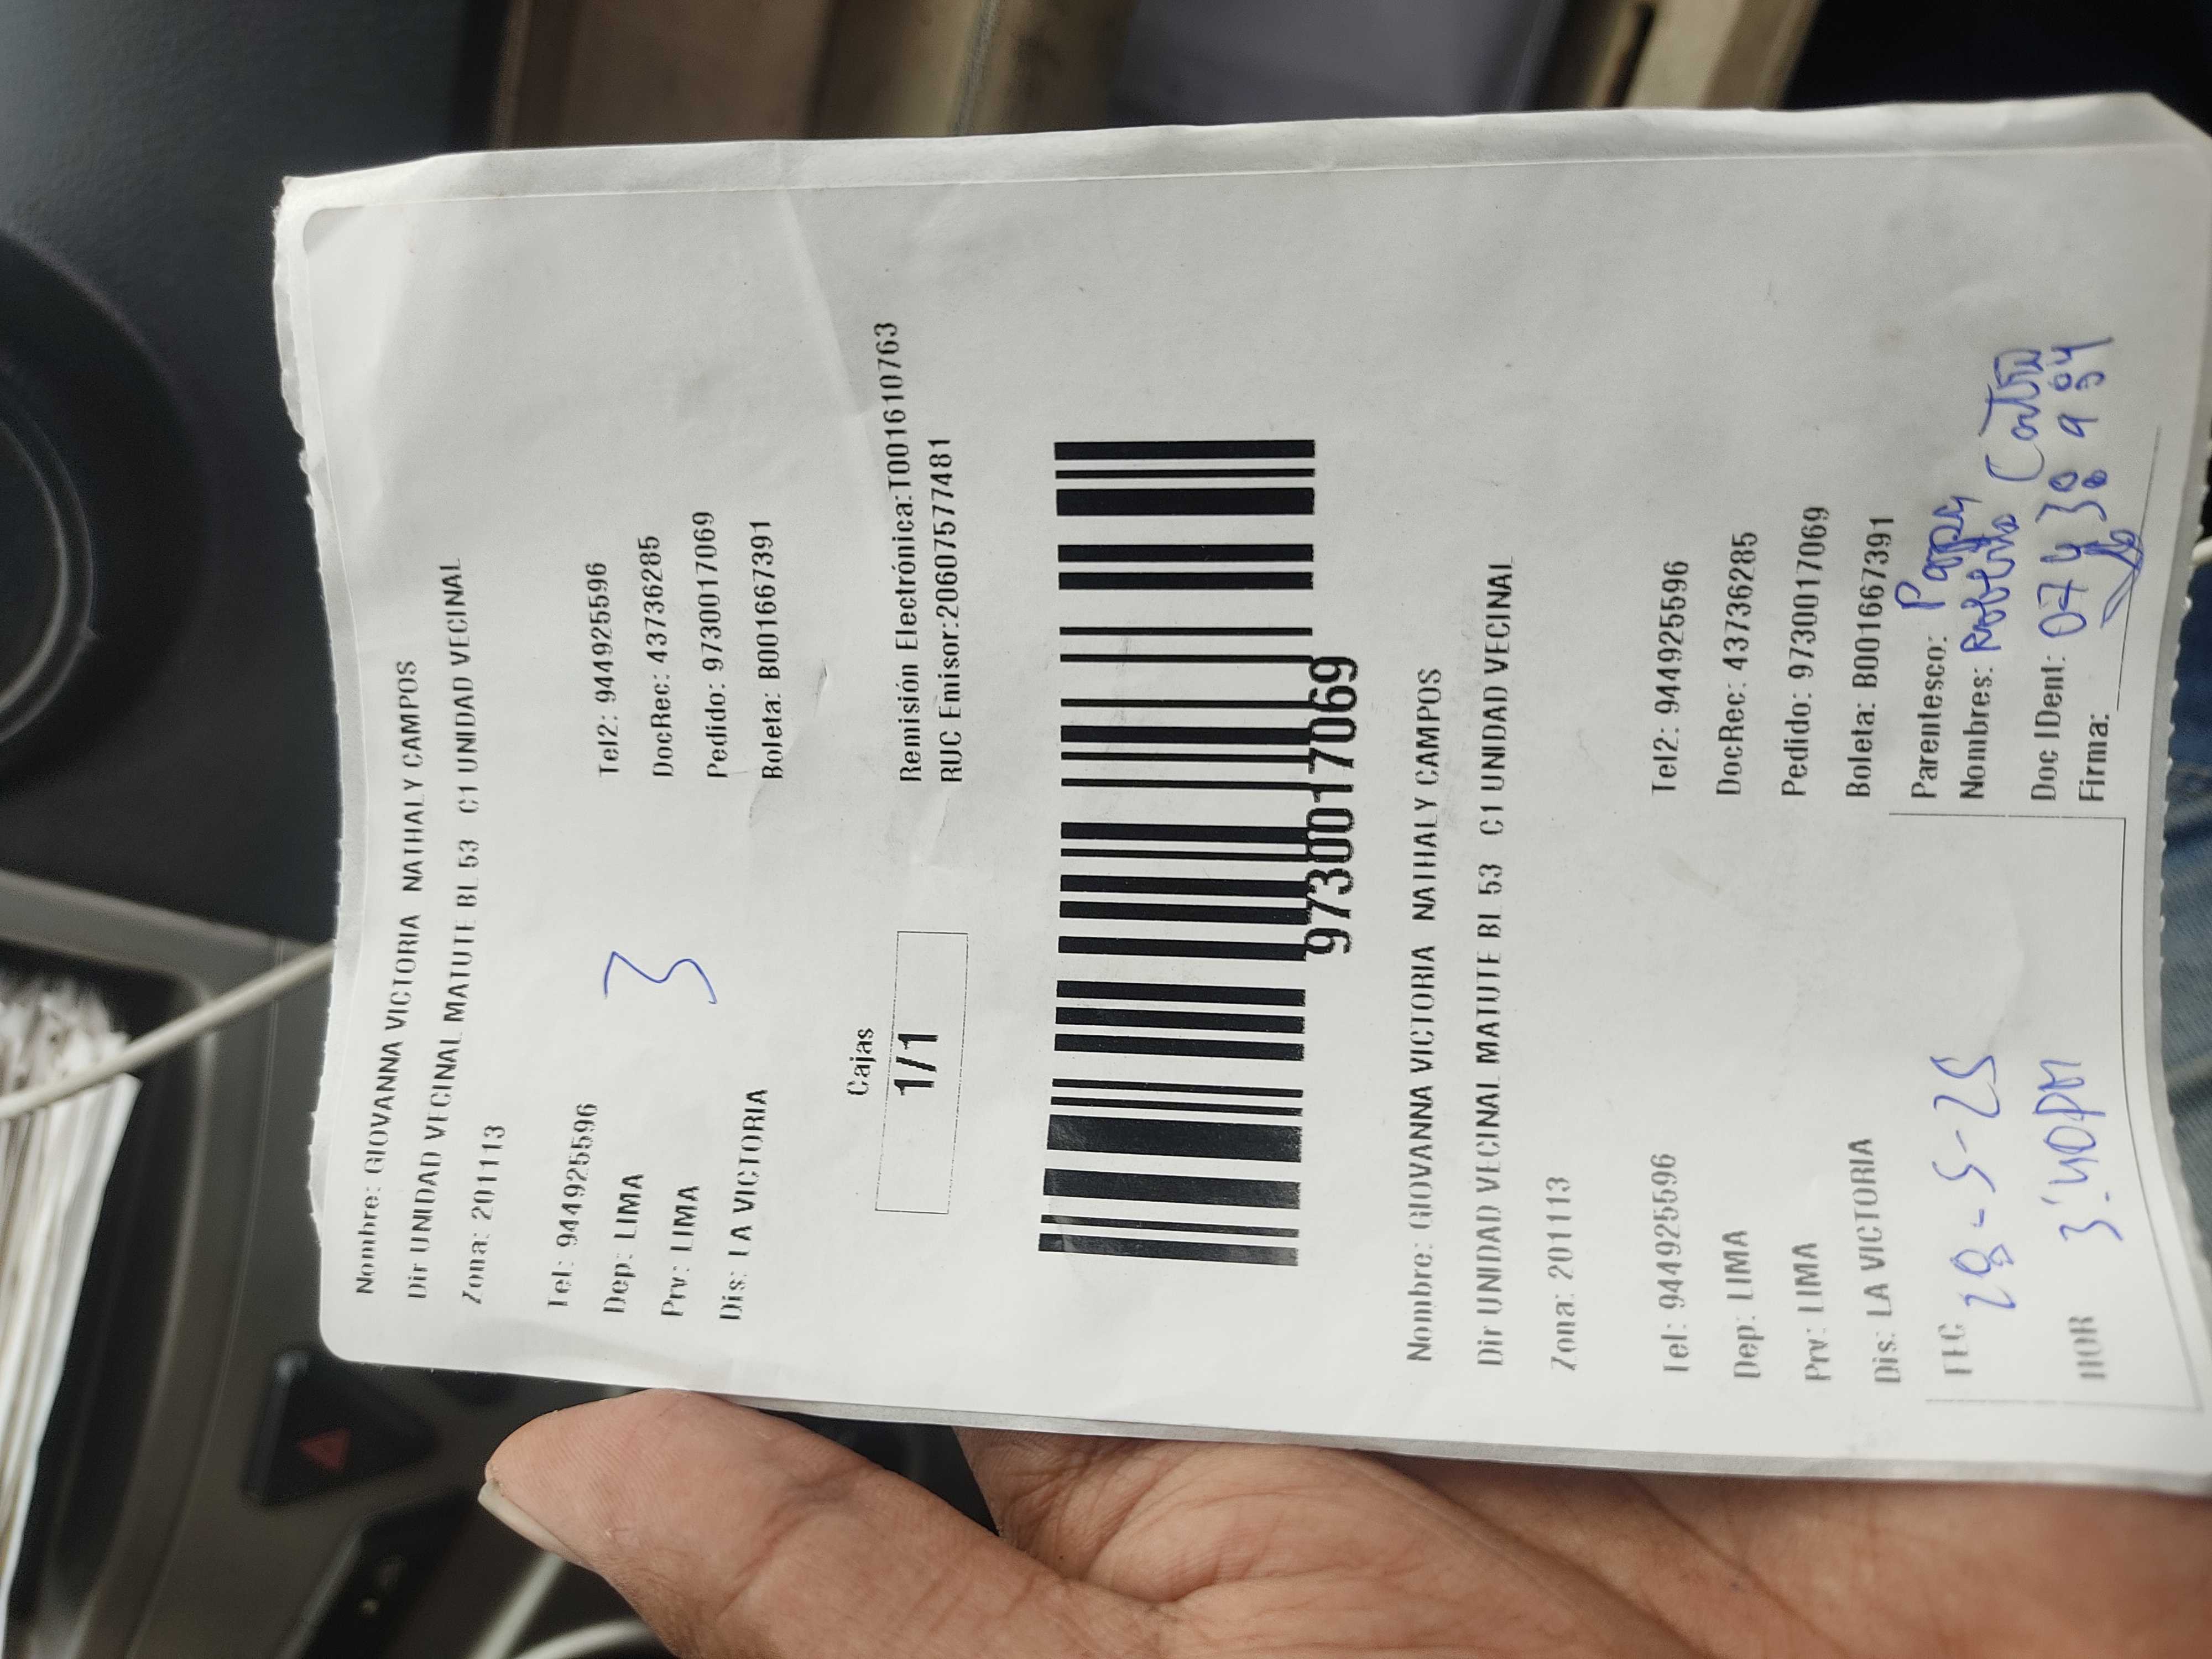 Nombre: GIOVANNA VICTORIA NATHALY CAMPOS
Dir UNIDAD VECINAL MATUTE BL 53 C1 UNIDAD VECINAL
Zona: 201113
Tel: 944925596 Tel2: 944925596
Dep: LIMA DocRec: 43736285
Prv: LIMA Pedido: 9730017069
Dis: LA VICTORIA Boleta: B001667391
3
Cajas
1/1
Remisión Electrónica:T001610763
RUC Emisor:20607577481
9730017069
Nombre: GIOVANNA VICTORIA NATHALY CAMPOS
Dir UNIDAD VECINAL MATUTE BL 53 C1 UNIDAD VECINAL
Zona: 201113
Tel: 944925596 Tel2: 944925596
Dep: LIMA DocRec: 43736285
Prv: LIMA Pedido: 9730017069
Dis: LA VICTORIA Boleta: B001667391
FEC 28-5-25
HOR 3:40PM
Parentesco:
Nombres: Roberto
Doc IDent:
Firma: